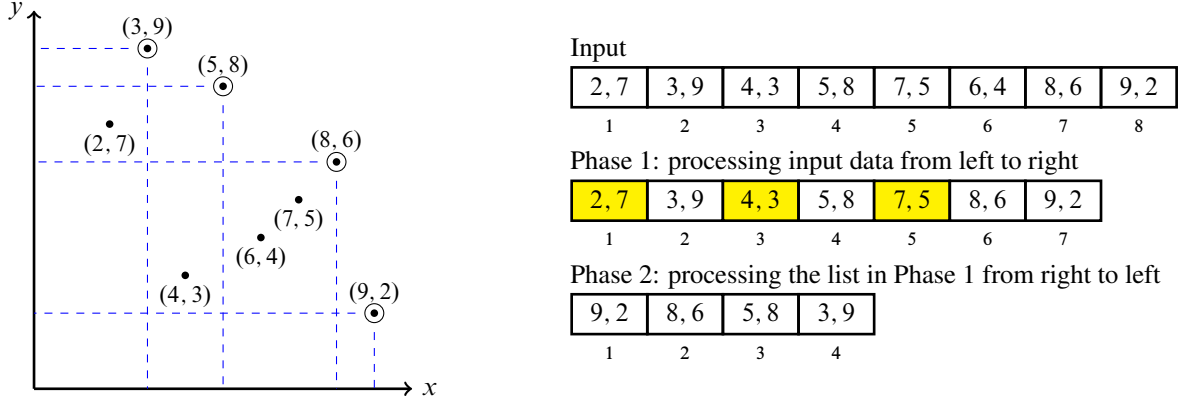 y
(3, 9)
(5, 8)
(2, 7)
(8, 6)
(7, 5)
(6, 4)
(4, 3)
(9, 2)
x
Input
2, 7 3, 9 4, 3 5, 8 7, 5 6, 4 8, 6 9, 2
1 2 3 4 5 6 7 8
Phase 1: processing input data from left to right
2, 7 3, 9 4, 3 5, 8 7, 5 8, 6 9, 2
1 2 3 4 5 6 7
Phase 2: processing the list in Phase 1 from right to left
9, 2 8, 6 5, 8 3, 9
1 2 3 4